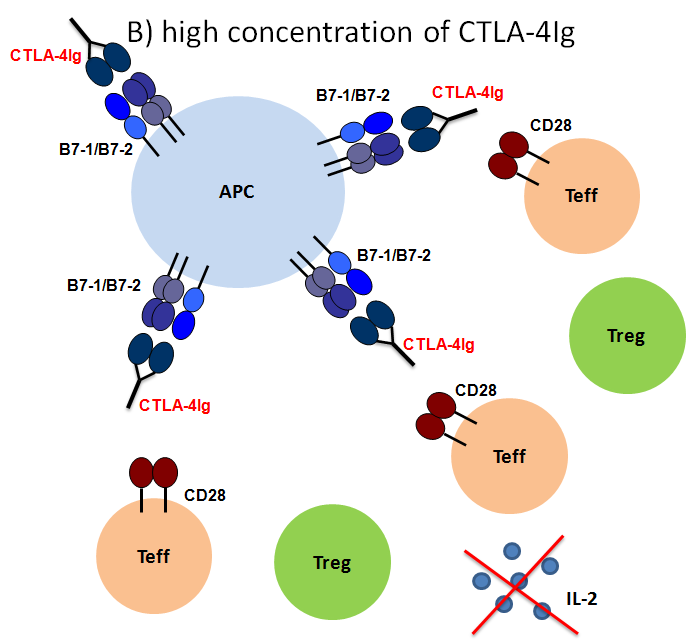 B) high concentration of CTLA-4Ig
CTLA-4Ig
B7-1/B7-2
B7-1/B7-2
CTLA-4Ig
CD28
APC
Teff
B7-1/B7-2
B7-1/B7-2
CTLA-4Ig
Treg
CTLA-4Ig
CD28
Teff
CD28
Teff
Treg
IL-2